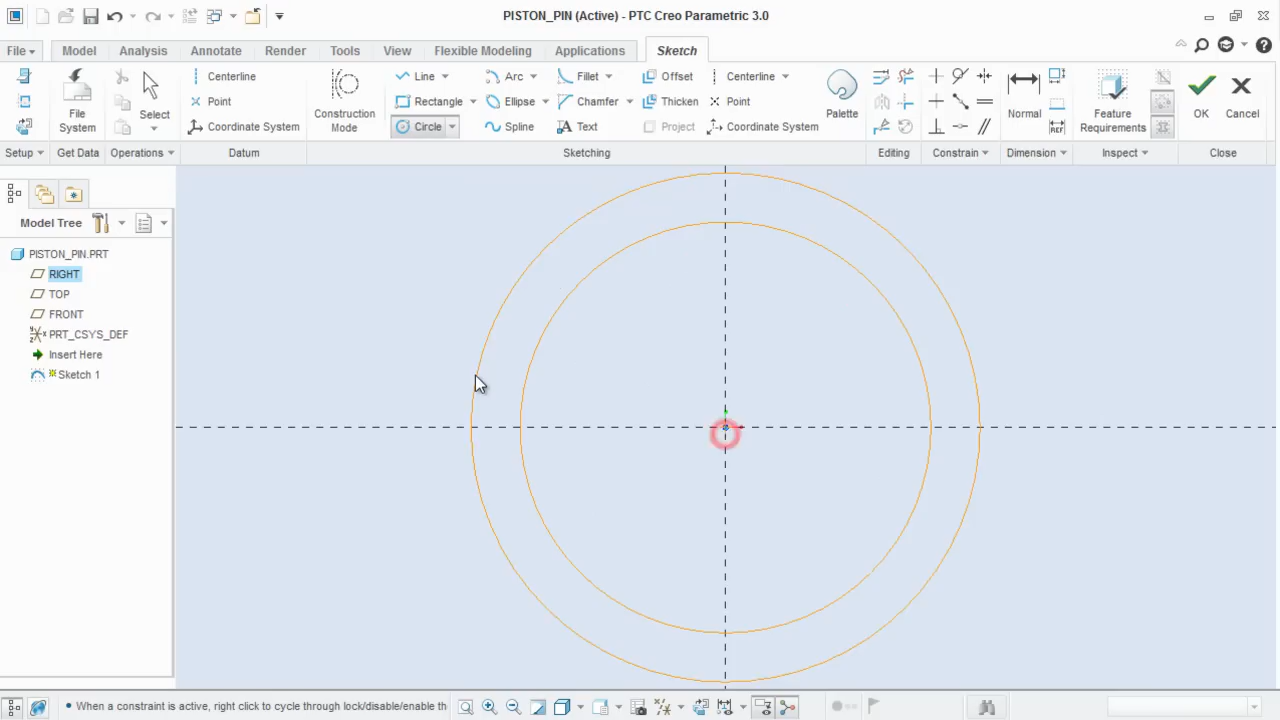 PISTON_PIN (Active) - PTC Creo Parametric 3.0
File Model Analysis Annotate Render Tools View Flexible Modeling Applications Sketch
Centerline Line Arc Fillet Offset Centerline
Point Rectangle Ellipse Chamfer Thicken Point
Coordinate System Circle Spline Text Project Coordinate System
File System
Select
Construction Mode
Palette
Normal
Feature Requirements
OK
Cancel
Setup Get Data Operations Datum Sketching Editing Constrain Dimension Inspect Close
Model Tree
PISTON_PIN.PRT
RIGHT
TOP
FRONT
PRT_CSYS_DEF
Insert Here
Sketch 1
When a constraint is active, right click to cycle through lock/disable/enable th